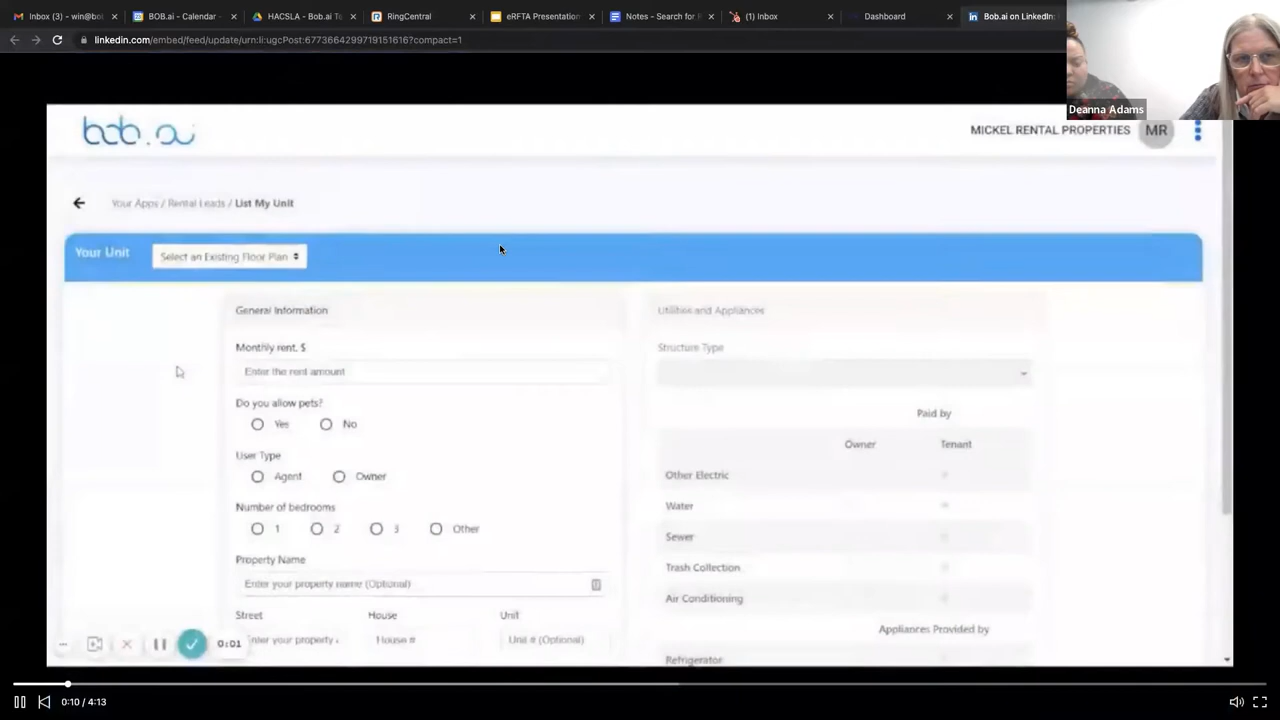 Inbox (3) - win@bo
BOB.ai - Calendar -
HACSLA - Bob.ai To
RingCentral
eRFTA Presentation
Notes - Search for F
(1) Inbox
Dashboard
Bob.ai on LinkedIn:
linkedin.com/embed/feed/update/urn:li:ugcPost:6773664299719151616?compact=1
Deanna Adams
bob.ai
MICKEL RENTAL PROPERTIES MR
Your Apps / Rental Leads / List My Unit
Your Unit
Select an Existing Floor Plan
General Information
Monthly rent, $
Enter the rent amount
Do you allow pets?
Yes No
User Type
Agent Owner
Number of bedrooms
1 2 3 Other
Property Name
Enter your property name (Optional)
Street House Unit
Enter your property House # Unit # (Optional)
Utilities and Appliances
Structure Type
Paid by
Owner Tenant
Other Electric
Water
Sewer
Trash Collection
Air Conditioning
Appliances Provided by
Refrigerator
0:01
0:10 / 4:13